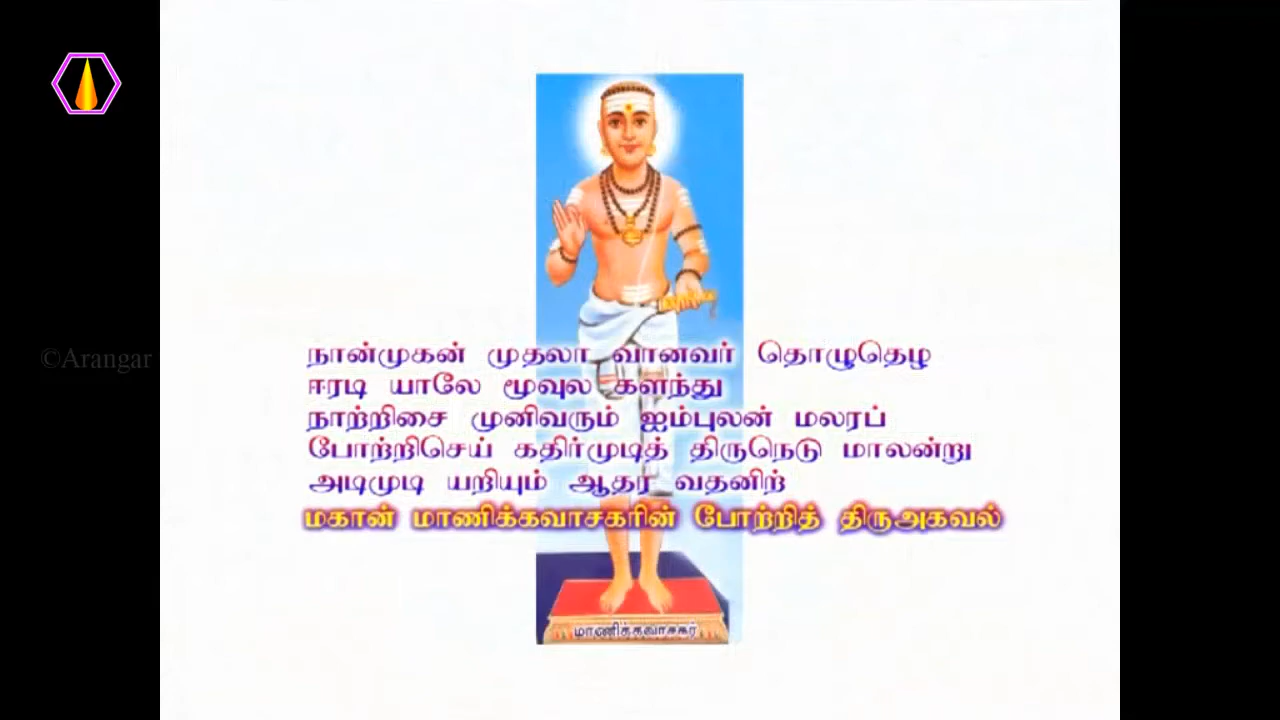 ©Arangar
நான்முகன் முதலா வானவர் தொழுதெழ
ஈரடி யாலே மூவுல களந்து
நாற்றிசை முனிவரும் ஐம்புலன் மலரப்
போற்றிசெய் கதிர்முடித் திருநெடு மாலன்று
அடிமுடி யறியும் ஆதர வதனிற்
மகான் மாணிக்கவாசகரின் போற்றித் திருஅகவல்
மாணிக்கவாசகர்